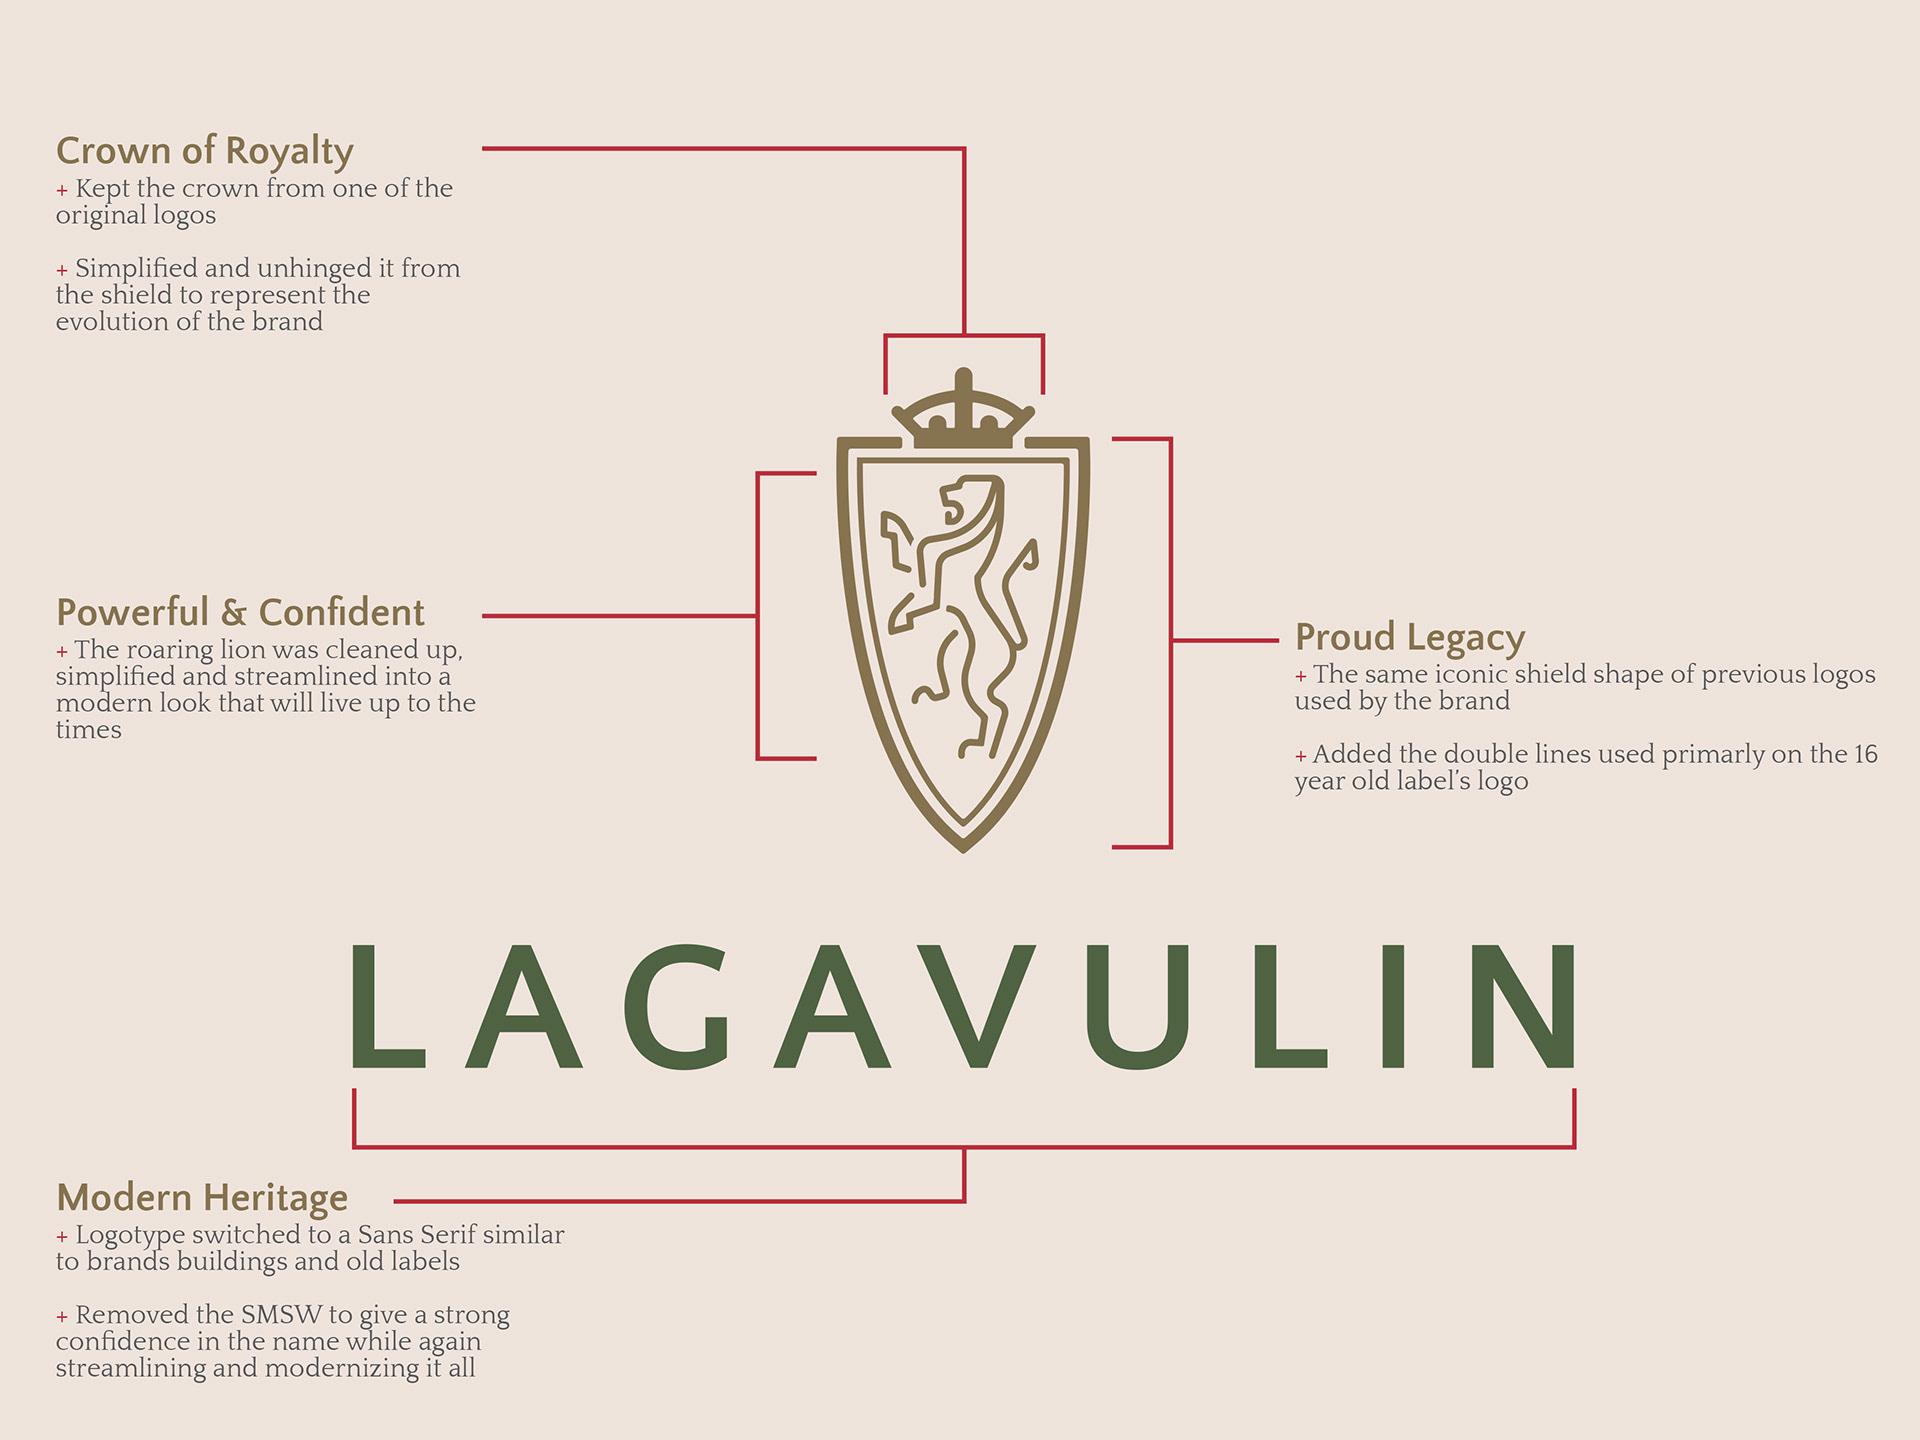 Crown of Royalty
+ Kept the crown from one of the
original logos
+ Simplified and unhinged it from
the shield to represent the
evolution of the brand
Powerful & Confident
+ The roaring lion was cleaned up,
simplified and streamlined into a
modern look that will live up to the
times
Proud Legacy
+ The same iconic shield shape of previous logos
used by the brand
+ Added the double lines used primarly on the 16
year old label’s logo
LAGAVULIN
Modern Heritage
+ Logotype switched to a Sans Serif similar
to brands buildings and old labels
+ Removed the SMSW to give a strong
confidence in the name while again
streamlining and modernizing it all